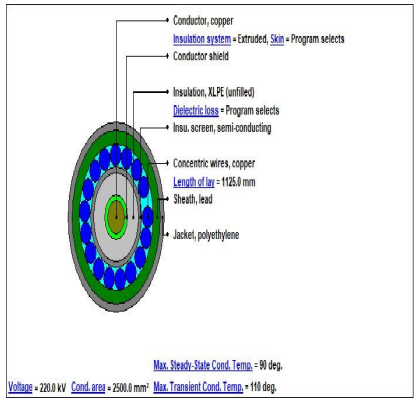 Conductor, copper
Insulation system = Extruded, Skin = Program selects
Conductor shield
Insulation, XLPE (unfilled)
Dielectric loss = Program selects
Insu. screen, semi-conducting
Concentric wires, copper
Length of lay = 1125.0 mm
Sheath, lead
Jacket, polyethylene
Max. Steady-State Cond. Temp. = 90 deg.
Voltage = 220.0 kV Cond. area = 2500.0 mm² Max. Transient Cond. Temp. = 110 deg.